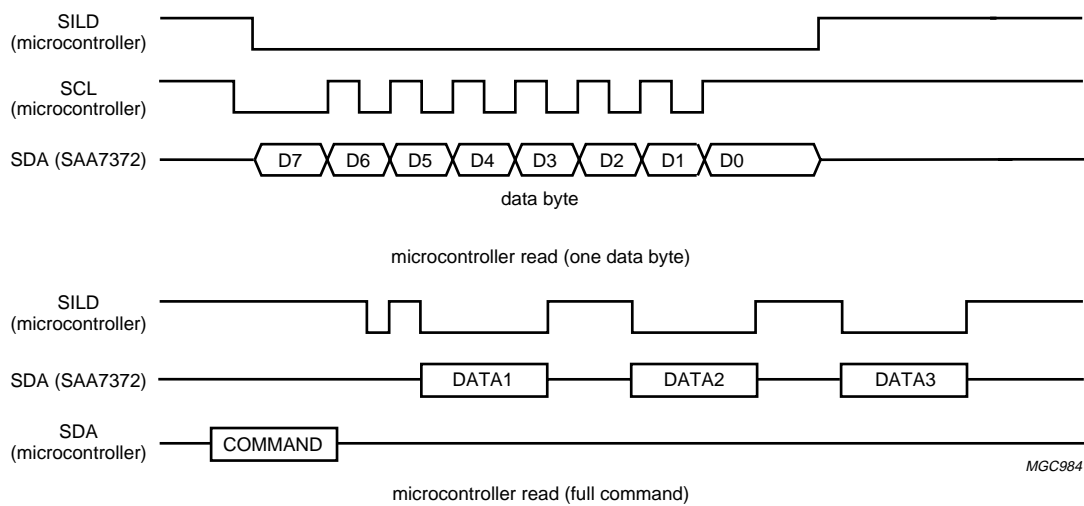 SILD
(microcontroller)
SCL
(microcontroller)
SDA (SAA7372)
D7 D6 D5 D4 D3 D2 D1 D0
data byte
microcontroller read (one data byte)
SILD
(microcontroller)
SDA (SAA7372)
DATA1 DATA2 DATA3
SDA
(microcontroller)
COMMAND
MGC984
microcontroller read (full command)